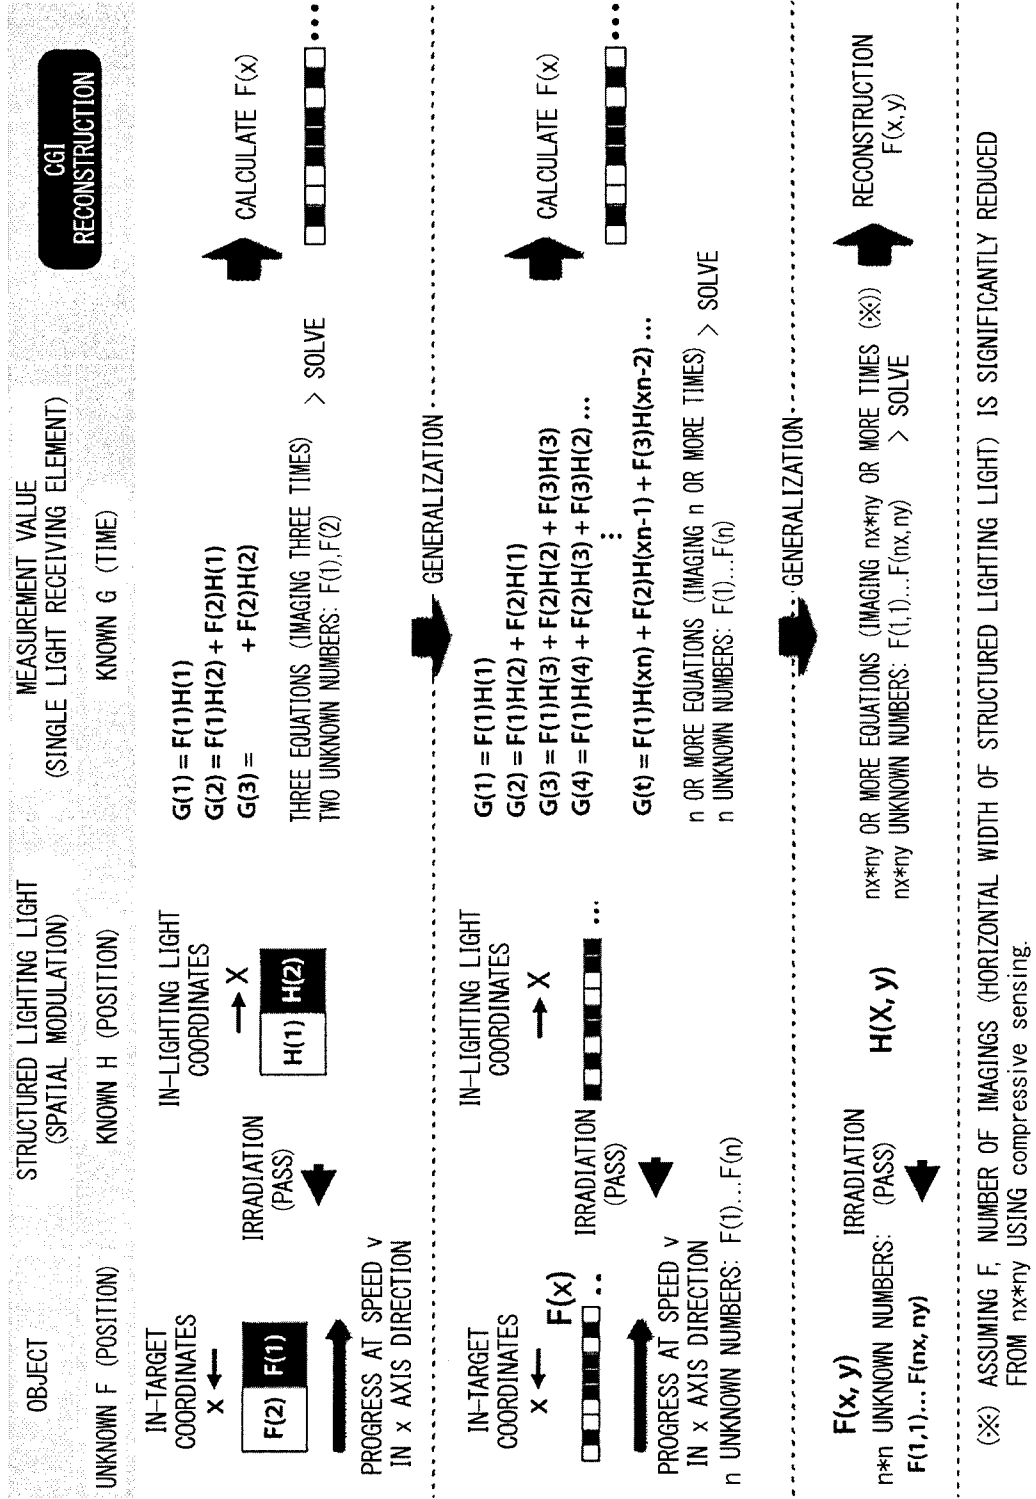 OBJECT
UNKNOWN F (POSITION)
STRUCTURED LIGHTING LIGHT
(SPATIAL MODULATION)
KNOWN H (POSITION)
MEASUREMENT VALUE
(SINGLE LIGHT RECEIVING ELEMENT)
KNOWN G (TIME)
CGI
RECONSTRUCTION
IN-TARGET
COORDINATES
X ←
F(2) F(1)
PROGRESS AT SPEED v
IN x AXIS DIRECTION
IRRADIATION
(PASS)
IN-LIGHTING LIGHT
COORDINATES
→ X
H(1) H(2)
G(1) = F(1)H(1)
G(2) = F(1)H(2) + F(2)H(1)
G(3) = + F(2)H(2)
THREE EQUATIONS (IMAGING THREE TIMES)
TWO UNKNOWN NUMBERS: F(1),F(2)
> SOLVE
CALCULATE F(x)
...
GENERALIZATION
IN-TARGET
COORDINATES
X ←
F(x)
..
PROGRESS AT SPEED v
IN x AXIS DIRECTION
n UNKNOWN NUMBERS: F(1)...F(n)
IRRADIATION
(PASS)
IN-LIGHTING LIGHT
COORDINATES
→ X
...
G(1) = F(1)H(1)
G(2) = F(1)H(2) + F(2)H(1)
G(3) = F(1)H(3) + F(2)H(2) + F(3)H(3)
G(4) = F(1)H(4) + F(2)H(3) + F(3)H(2) ...
⋮
G(t) = F(1)H(xn) + F(2)H(xn-1) + F(3)H(xn-2) ...
n OR MORE EQUATIONS (IMAGING n OR MORE TIMES)
n UNKNOWN NUMBERS: F(1)...F(n)
> SOLVE
CALCULATE F(x)
...
GENERALIZATION
F(x, y)
n*n UNKNOWN NUMBERS:
F(1,1)... F(nx, ny)
IRRADIATION
(PASS)
H(X, y)
nx*ny OR MORE EQUATIONS (IMAGING nx*ny OR MORE TIMES (※))
nx*ny UNKNOWN NUMBERS: F(1,1)...F(nx,ny)
> SOLVE
RECONSTRUCTION
F(x,y)
(※) ASSUMING F, NUMBER OF IMAGINGS (HORIZONTAL WIDTH OF STRUCTURED LIGHTING LIGHT) IS SIGNIFICANTLY REDUCED
FROM nx*ny USING compressive sensing.